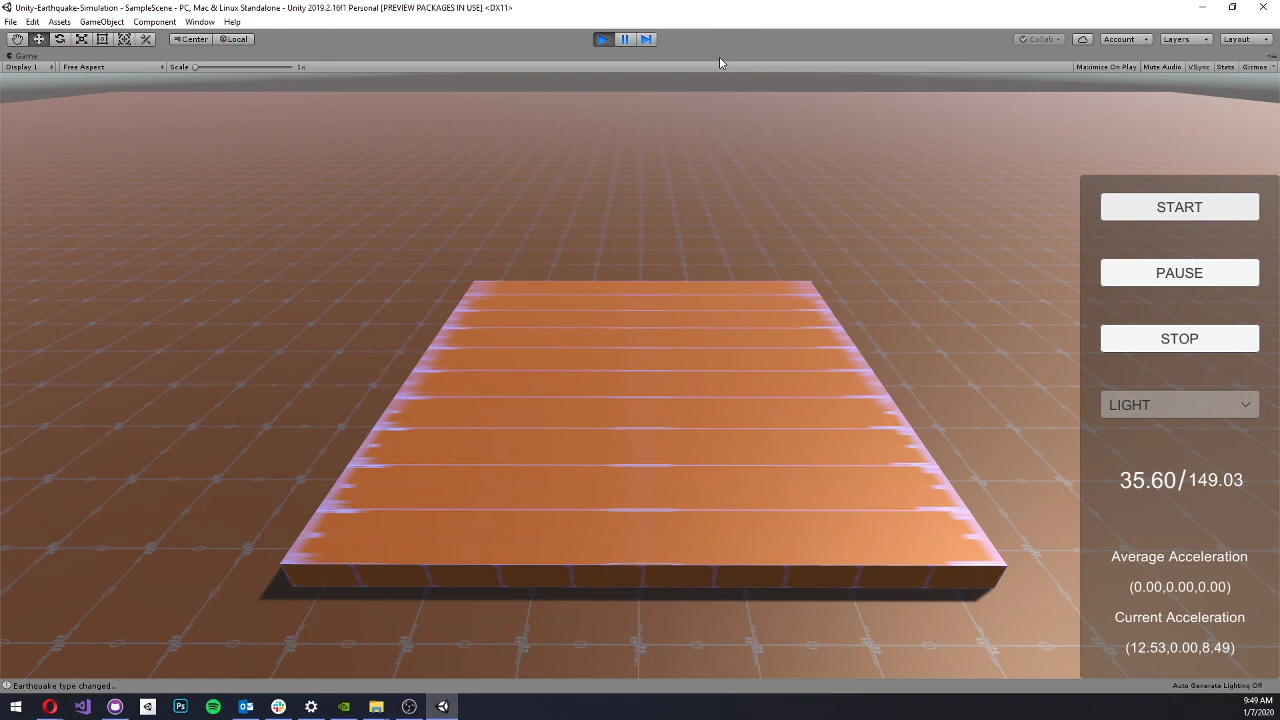 Unity-Earthquake-Simulation - SampleScene - PC, Mac & Linux Standalone - Unity 2019.2.16f1 Personal [PREVIEW PACKAGES IN USE] <DX11>
File Edit Assets GameObject Component Window Help
Center Local Collab Account Layers Layout
Game
Display 1 Free Aspect Scale 1x Maximize On Play Mute Audio VSync Stats Gizmos
START
PAUSE
STOP
LIGHT
35.60/149.03
Average Acceleration
(0.00,0.00,0.00)
Current Acceleration
(12.53,0.00,8.49)
Earthquake type changed.. Auto Generate Lighting Off
Ps
9:49 AM
1/7/2020